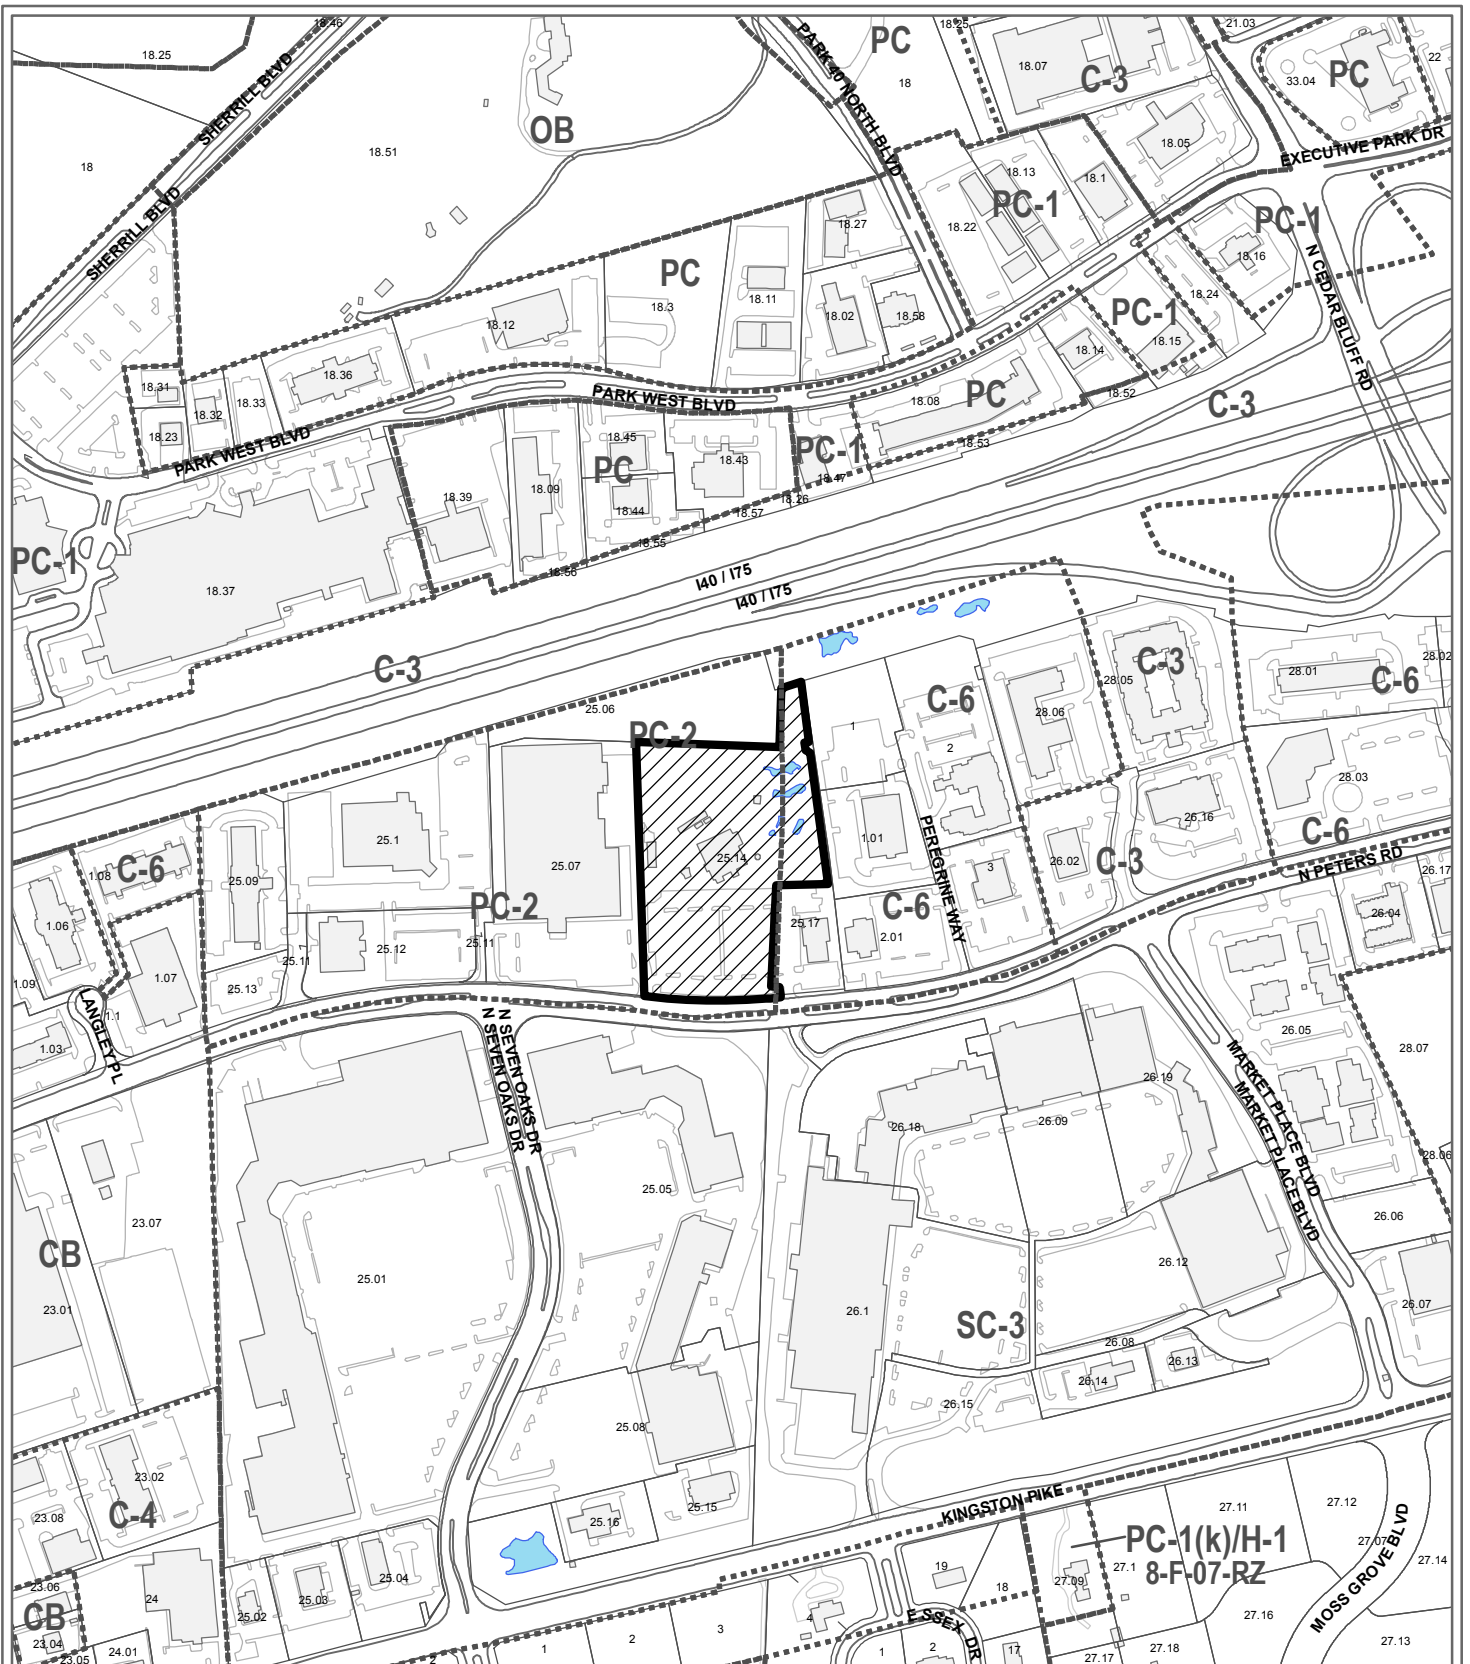 18.46
18.25
SHERRILL BLVD
18
18.51
OB
PARK 40 NORTH BLVD
PC
18
18.25
18.07
C-3
21.03
33.04
PC
22
EXECUTIVE PARK DR
18.05
18.13
18.1
PC-1
18.22
SHERRILL BLVD
18.27
PC
18.3
18.11
18.02
18.58
PC-1
18.16
18.24
N CEDAR BLUFF RD
PC-1
18.15
18.14
18.12
18.36
18.31
18.32
18.33
18.23
PARK WEST BLVD
PARK WEST BLVD
18.08
PC
18.52
C-3
18.53
18.45
PC
18.43
PC-1
18.47
18.26
18.39
18.09
18.44
18.57
18.55
18.56
PC-1
18.37
I40 / I75
I40 / I75
C-3
25.06
PC-2
1
C-6
2
28.06
28.05
C-3
28.01
C-6
28.02
28.03
C-6
26.16
25.1
25.07
25.14
1.01
PEREGRINE WAY
3
26.02
C-3
N PETERS RD
26.17
26.04
1.08
C-6
25.09
PC-2
25.17
C-6
2.01
1.06
25.12
25.11
25.11
1.07
25.13
1.09
1.1
LANGLEY PL
1.03
N SEVEN OAKS DR
N SEVEN OAKS DR
26.05
28.07
MARKET PLACE BLVD
MARKET PLACE BLVD
26.19
26.09
26.18
28.06
25.05
23.07
CB
25.01
23.01
26.06
26.12
26.1
26.07
SC-3
26.08
26.13
26.14
26.15
25.08
23.02
C-4
23.08
25.15
25.16
KINGSTON PIKE
27.11
27.12
PC-1(k)/H-1
8-F-07-RZ
27.07
MOSS GROVE BLVD
27.14
27.1
27.09
19
18
25.04
25.03
25.02
24
23.06
CB
23.04
23.05
24.01
27.16
27.13
27.18
27.17
17
ESSEX DR
4
3
2
1
2
1
2